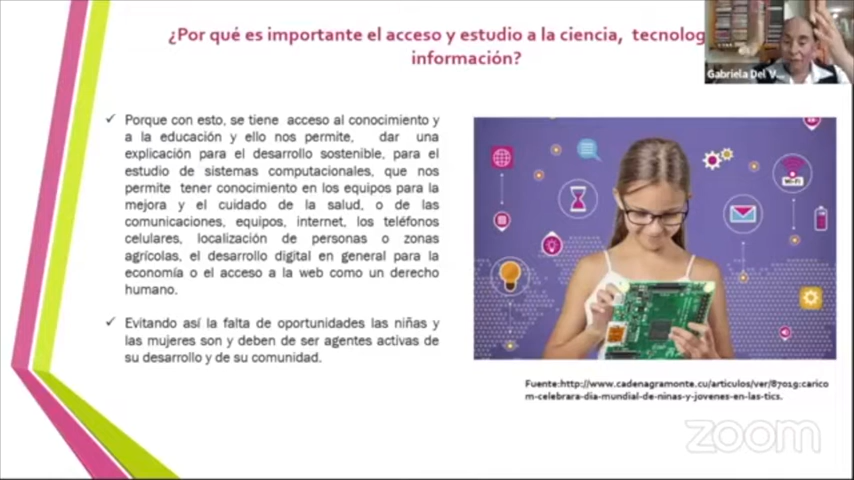 ¿Por qué es importante el acceso y estudio a la ciencia, tecnolog
información?
Gabriela Del V...
✓ Porque con esto, se tiene acceso al conocimiento y
a la educación y ello nos permite, dar una
explicación para el desarrollo sostenible, para el
estudio de sistemas computacionales, que nos
permite tener conocimiento en los equipos para la
mejora y el cuidado de la salud, o de las
comunicaciones, equipos, internet, los teléfonos
celulares, localización de personas o zonas
agrícolas, el desarrollo digital en general para la
economía o el acceso a la web como un derecho
humano.
✓ Evitando así la falta de oportunidades las niñas y
las mujeres son y deben de ser agentes activas de
su desarrollo y de su comunidad.
Wi-Fi
Fuente:http://www.cadenagramonte.cu/articulos/ver/87019:carico
m-celebrara-dia-mundial-de-ninas-y-jovenes-en-las-tics.
zoom